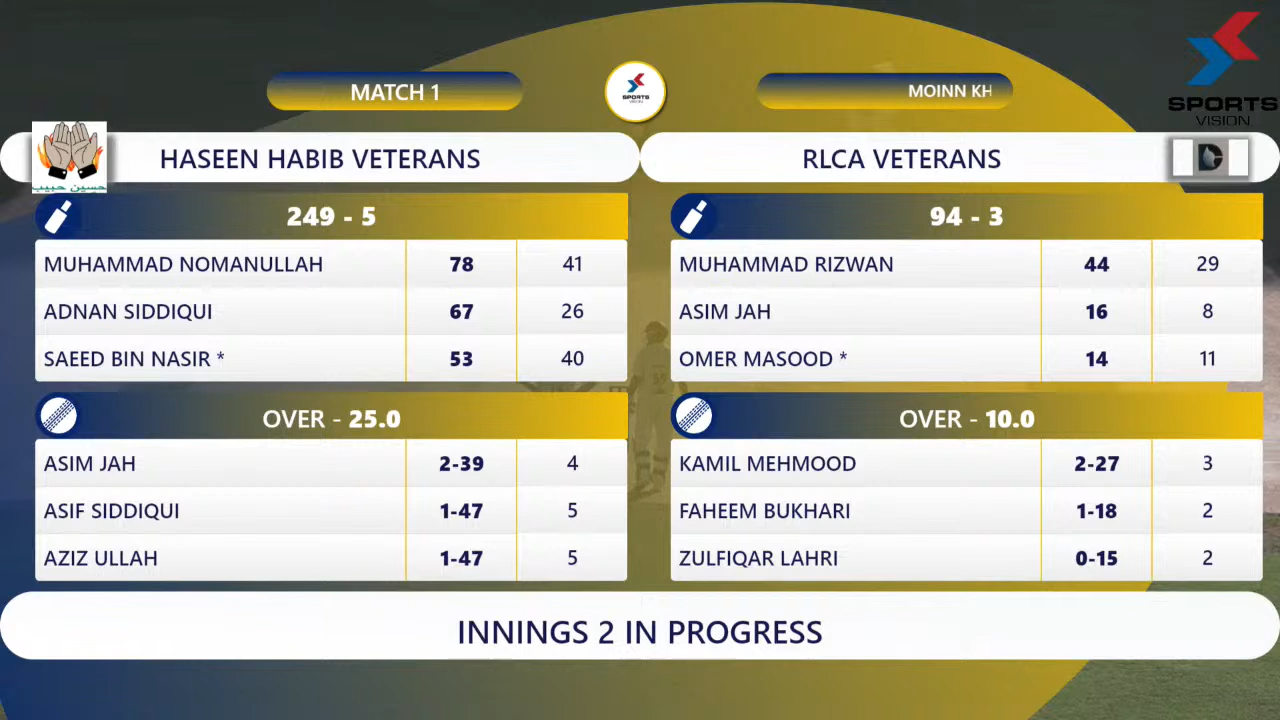 MATCH 1
SPORTS
VISION
MOINN KH
SPORTS
VISION
حسین حبیب
HASEEN HABIB VETERANS
RLCA VETERANS
249 - 5
94 - 3
MUHAMMAD NOMANULLAH 78 41
MUHAMMAD RIZWAN 44 29
ADNAN SIDDIQUI 67 26
ASIM JAH 16 8
SAEED BIN NASIR * 53 40
OMER MASOOD * 14 11
OVER - 25.0
OVER - 10.0
ASIM JAH 2-39 4
KAMIL MEHMOOD 2-27 3
ASIF SIDDIQUI 1-47 5
FAHEEM BUKHARI 1-18 2
AZIZ ULLAH 1-47 5
ZULFIQAR LAHRI 0-15 2
INNINGS 2 IN PROGRESS